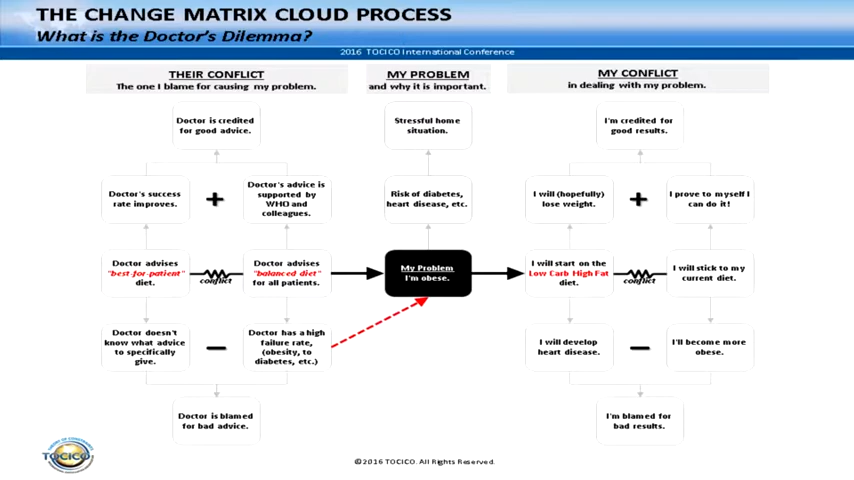 THE CHANGE MATRIX CLOUD PROCESS
What is the Doctor's Dilemma?
2016 TOCICO International Conference
THEIR CONFLICT
The one I blame for causing my problem.
MY PROBLEM
and why it is important.
MY CONFLICT
in dealing with my problem.
Doctor is credited
for good advice.
Stressful home
situation.
I'm credited for
good results.
Doctor's success
rate improves.
+
Doctor's advice is
supported by
WHO and
colleagues.
Risk of diabetes,
heart disease, etc.
I will (hopefully)
lose weight.
+
I prove to myself I
can do it!
Doctor advises
"best-for-patient"
diet.
conflict
Doctor advises
"balanced diet"
for all patients.
My Problem
I'm obese.
I will start on the
Low Carb High Fat
diet.
conflict
I will stick to my
current diet.
Doctor doesn't
know what advice
to specifically
give.
–
Doctor has a high
failure rate,
(obesity, to
diabetes, etc.)
I will develop
heart disease.
–
I'll become more
obese.
Doctor is blamed
for bad advice.
I'm blamed for
bad results.
TOCICO
©2016 TOCICO. All Rights Reserved.